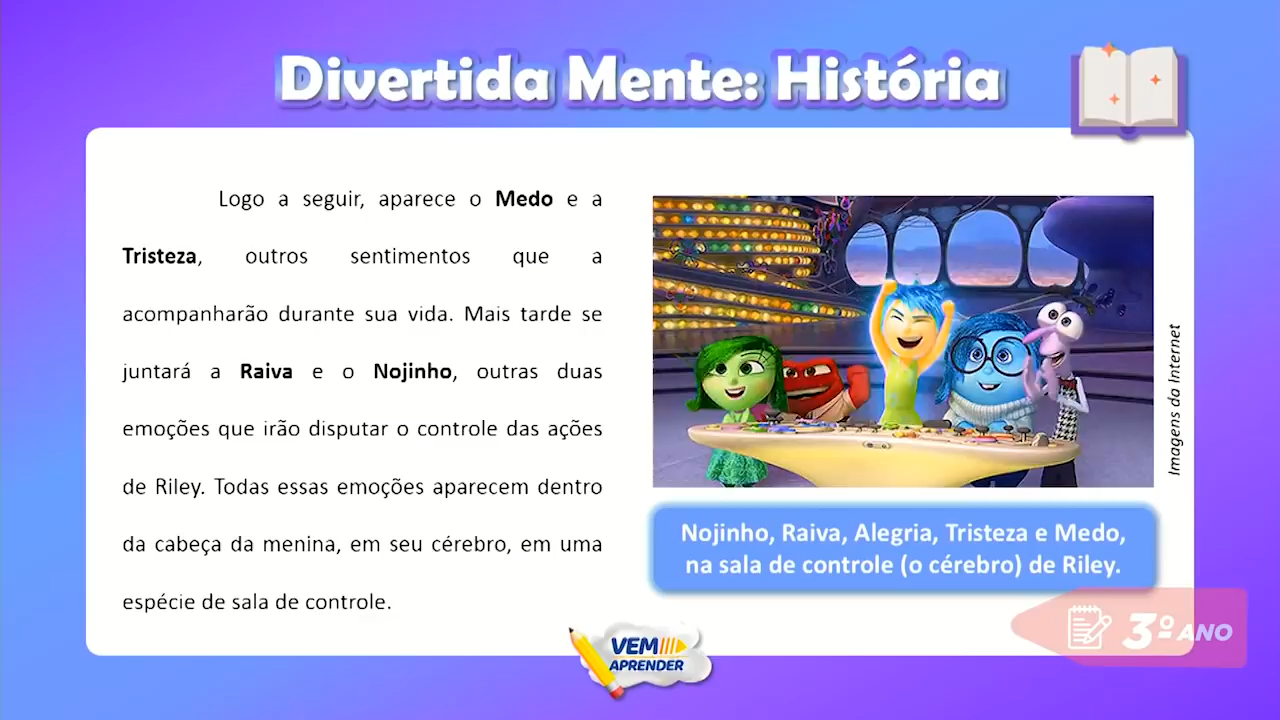 Divertida Mente: História
Logo a seguir, aparece o Medo e a
Tristeza, outros sentimentos que a
acompanharão durante sua vida. Mais tarde se
juntará a Raiva e o Nojinho, outras duas
emoções que irão disputar o controle das ações
de Riley. Todas essas emoções aparecem dentro
da cabeça da menina, em seu cérebro, em uma
espécie de sala de controle.
Imagens da Internet
Nojinho, Raiva, Alegria, Tristeza e Medo,
na sala de controle (o cérebro) de Riley.
VEM
APRENDER
3º ANO